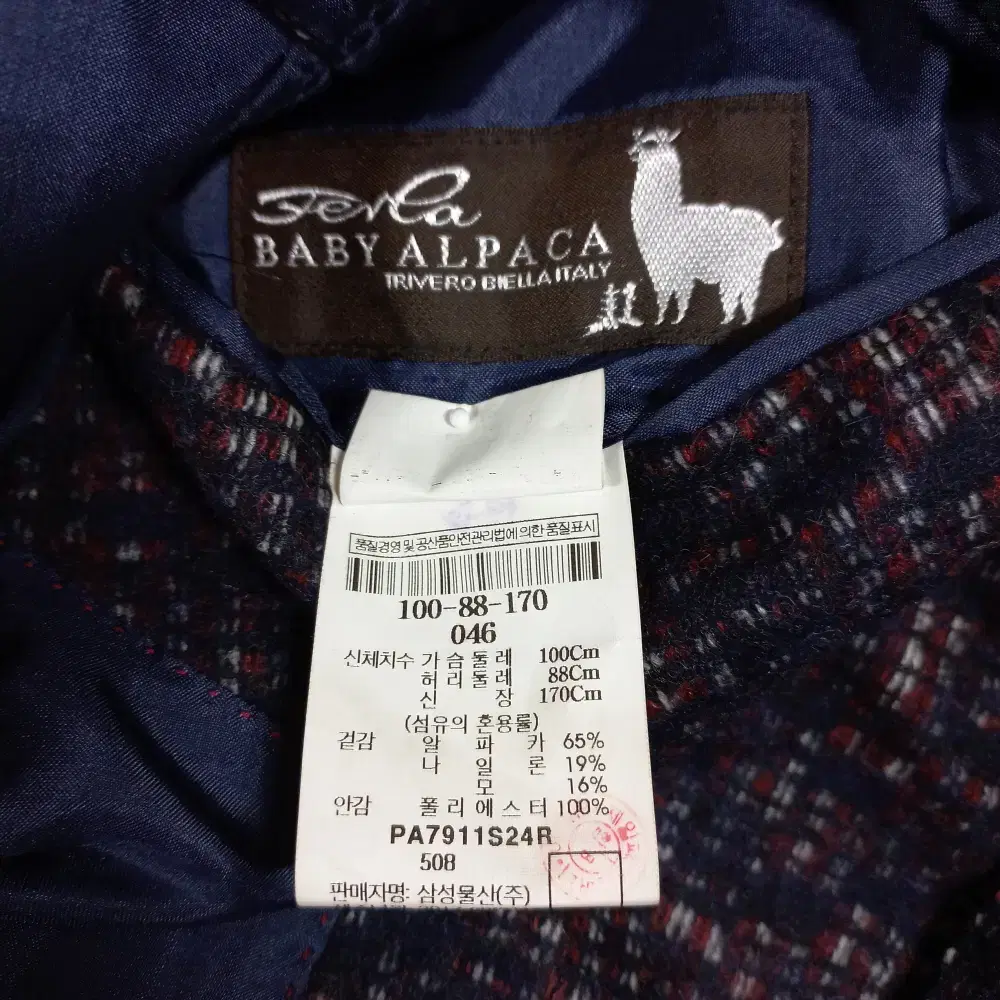 Ferla
BABY ALPACA
TRIVERO BIELLA ITALY
품질경영 및 공산품안전관리법에 의한 품질표시
100-88-170
046
신체치수 가슴둘레 100Cm
허리둘레 88Cm
신장 170Cm
(섬유의 혼용률)
겉감 알파카 65%
나일론 19%
모 16%
안감 폴리에스터 100%
PA7911S24R
508
판매자명: 삼성물산(주)